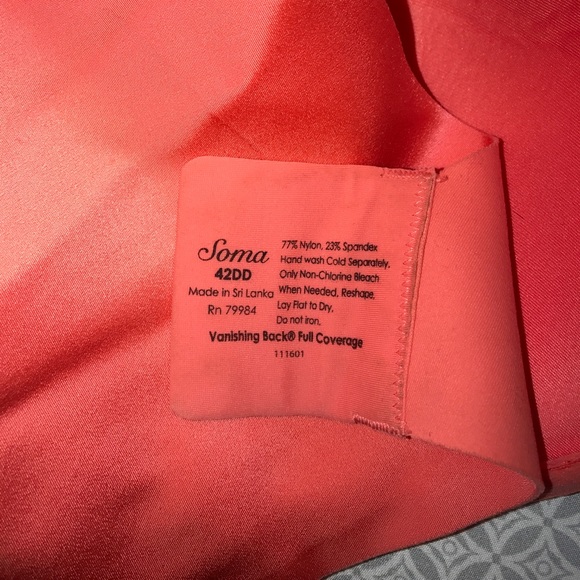 Soma
42DD
Made in Sri Lanka
Rn 79984
77% Nylon, 23% Spandex
Hand wash Cold Separately,
Only Non-Chlorine Bleach
When Needed, Reshape,
Lay Flat to Dry,
Do not iron.
Vanishing Back® Full Coverage
111601